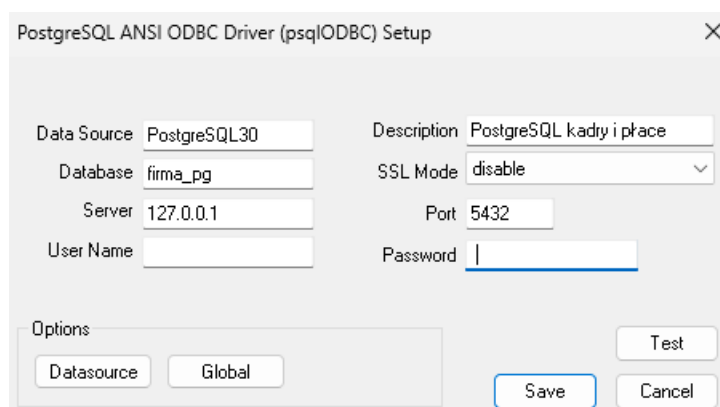 PostgreSQL ANSI ODBC Driver (psqlODBC) Setup
Data Source PostgreSQL30 Description PostgreSQL kadry i płace
Database firma_pg SSL Mode disable
Server 127.0.0.1 Port 5432
User Name Password
Options
Datasource Global Test
Save Cancel